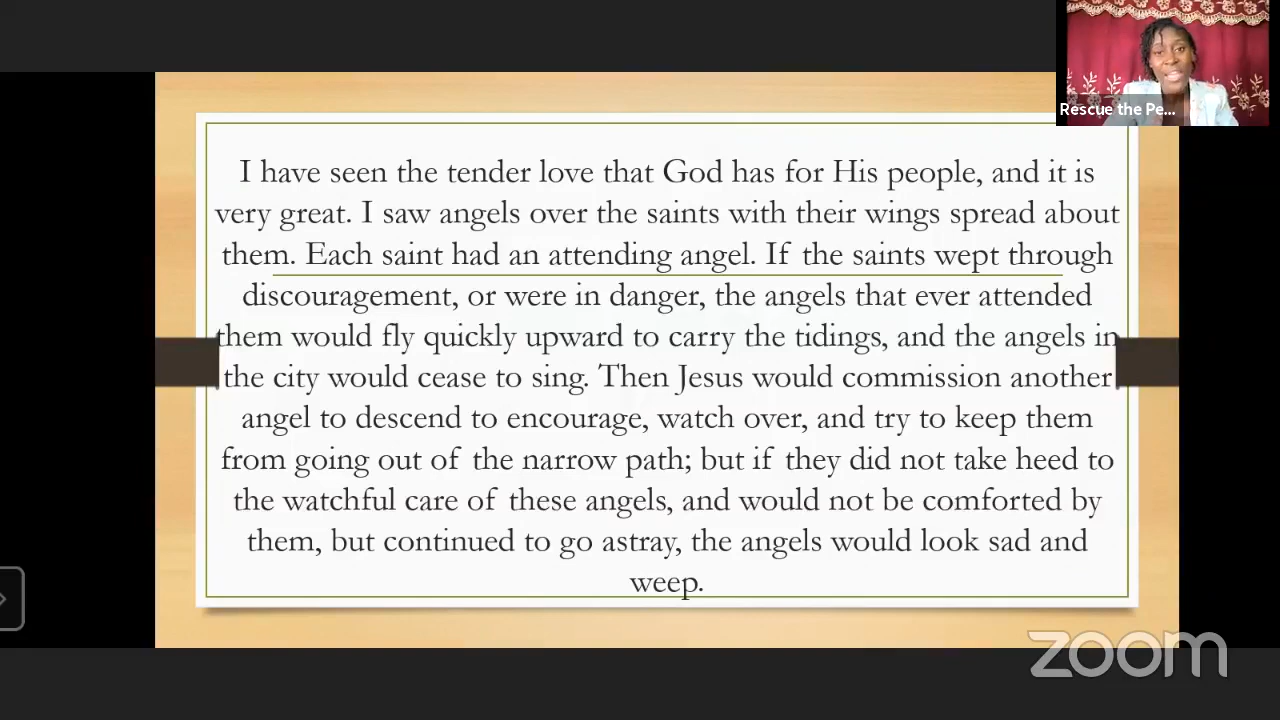 Rescue the Pe...
I have seen the tender love that God has for His people, and it is
very great. I saw angels over the saints with their wings spread about
them. Each saint had an attending angel. If the saints wept through
discouragement, or were in danger, the angels that ever attended
them would fly quickly upward to carry the tidings, and the angels in
the city would cease to sing. Then Jesus would commission another
angel to descend to encourage, watch over, and try to keep them
from going out of the narrow path; but if they did not take heed to
the watchful care of these angels, and would not be comforted by
them, but continued to go astray, the angels would look sad and
weep.
zoom